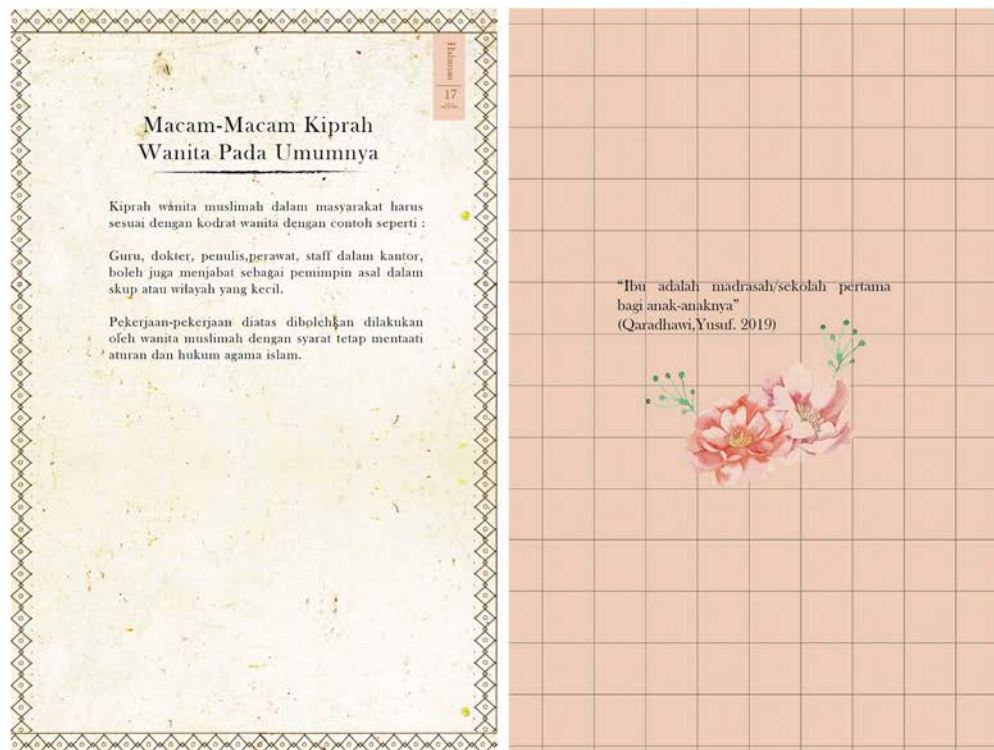 Halaman
17
Macam-Macam Kiprah
Wanita Pada Umumnya
Kiprah wanita muslimah dalam masyarakat harus
sesuai dengan kodrat wanita dengan contoh seperti :
Guru, dokter, penulis,perawat, staff dalam kantor,
boleh juga menjabat sebagai pemimpin asal dalam
skup atau wilayah yang kecil.
Pekerjaan-pekerjaan diatas dibolehkan dilakukan
oleh wanita muslimah dengan syarat tetap mentaati
aturan dan hukum agama islam.
“Ibu adalah madrasah/sekolah pertama
bagi anak-anaknya”
(Qaradhawi,Yusuf. 2019)